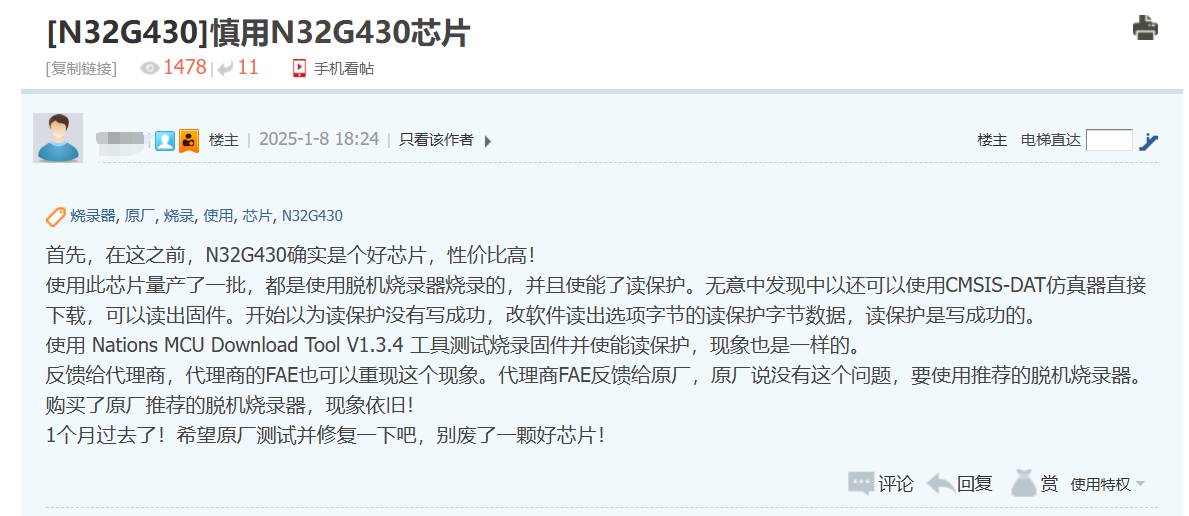 [N32G430]慎用N32G430芯片
[复制链接] 1478 | 11 手机看帖
楼主 | 2025-1-8 18:24 | 只看该作者 楼主 电梯直达
烧录器, 原厂, 烧录, 使用, 芯片, N32G430
首先，在这之前，N32G430确实是个好芯片，性价比高！
使用此芯片量产了一批，都是使用脱机烧录器烧录的，并且使能了读保护。无意中发现中以还可以使用CMSIS-DAT仿真器直接
下载，可以读出固件。开始以为读保护没有写成功，改软件读出选项字节的读保护字节数据，读保护是写成功的。
使用 Nations MCU Download Tool V1.3.4 工具测试烧录固件并使能读保护，现象也是一样的。
反馈给代理商，代理商的FAE也可以重现这个现象。代理商FAE反馈给原厂，原厂说没有这个问题，要使用推荐的脱机烧录器。
购买了原厂推荐的脱机烧录器，现象依旧！
1个月过去了！希望原厂测试并修复一下吧，别废了一颗好芯片！
评论 回复 赏 使用特权